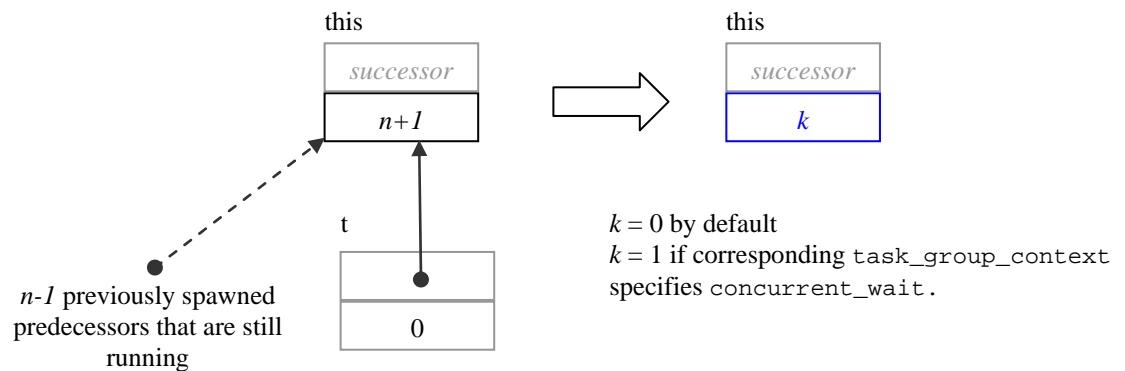 this
successor
n+1
this
successor
k
t
0
n-1 previously spawned
predecessors that are still
running
k = 0 by default
k = 1 if corresponding task_group_context
specifies concurrent_wait.